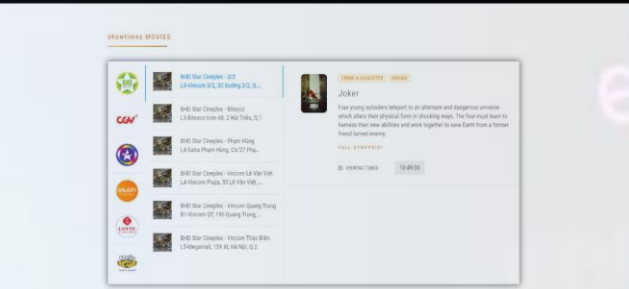 showtimes MOVIES
BHD Star Cineplex - 3/2
L5-Vincom 3/2, 3C Đường 3/2, Q....
BHD Star Cineplex - Bitexco
L3-Bitexco Icon 68, 2 Hải Triều, Q.1
BHD Star Cineplex - Phạm Hùng
L4-Satra Phạm Hùng, C6/27 Phạ...
BHD Star Cineplex - Vincom Lê Văn Việt
L4-Vincom Plaza, 50 Lê Văn Việt, ...
BHD Star Cineplex - Vincom Quang Trung
B1-Vincom QT, 190 Quang Trung, ...
BHD Star Cineplex - Vincom Thảo Điền
L5-Megamall, 159 XL Hà Nội, Q.2
CGV
GALAXY
LOTTE
CRIME & GANGSTER DRAMA
Joker
Four young outsiders teleport to an alternate and dangerous universe
which alters their physical form in shocking ways. The four must learn to
harness their new abilities and work together to save Earth from a former
friend turned enemy.
FULL SYNOPSIS
VIEWING TIMES 10:49:00